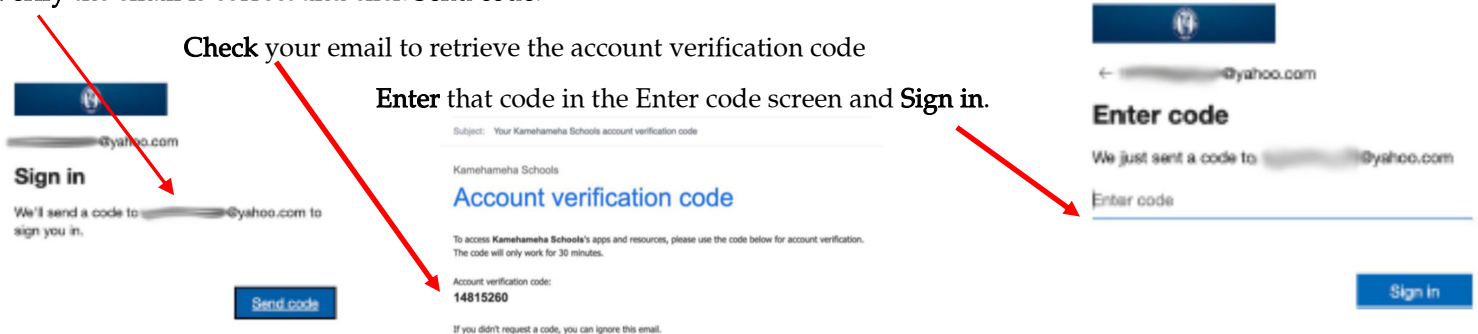 Check your email to retrieve the account verification code
Enter that code in the Enter code screen and Sign in.
@yahoo.com
Sign in
We'll send a code to @yahoo.com to
sign you in.
Send code
Subject: Your Kamehameha Schools account verification code
Kamehameha Schools
Account verification code
To access Kamehameha Schools's apps and resources, please use the code below for account verification.
The code will only work for 30 minutes.
Account verification code:
14815260
If you didn't request a code, you can ignore this email.
← @yahoo.com
Enter code
We just sent a code to @yahoo.com
Enter code
Sign in